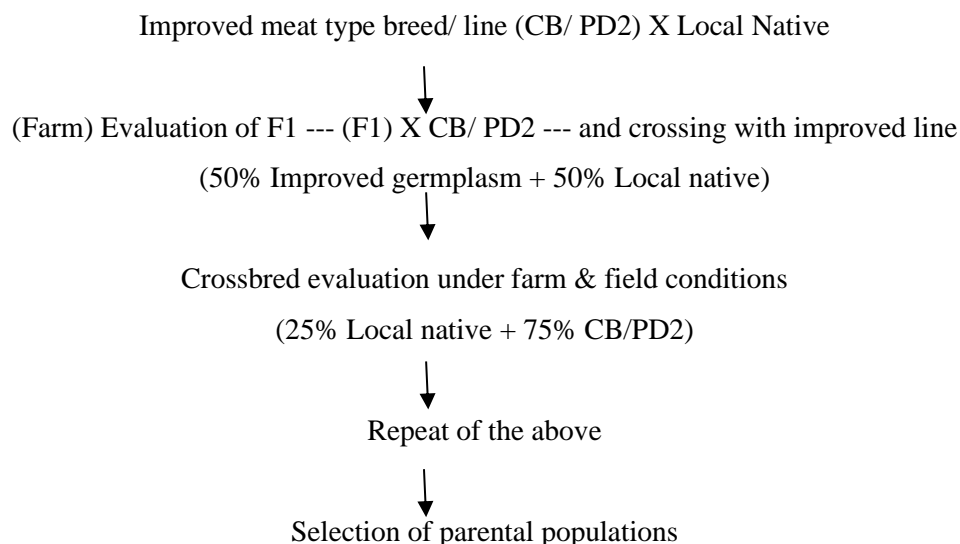 Improved meat type breed/ line (CB/ PD2) X Local Native
(Farm) Evaluation of F1 --- (F1) X CB/ PD2 --- and crossing with improved line
(50% Improved germplasm + 50% Local native)
Crossbred evaluation under farm & field conditions
(25% Local native + 75% CB/PD2)
Repeat of the above
Selection of parental populations